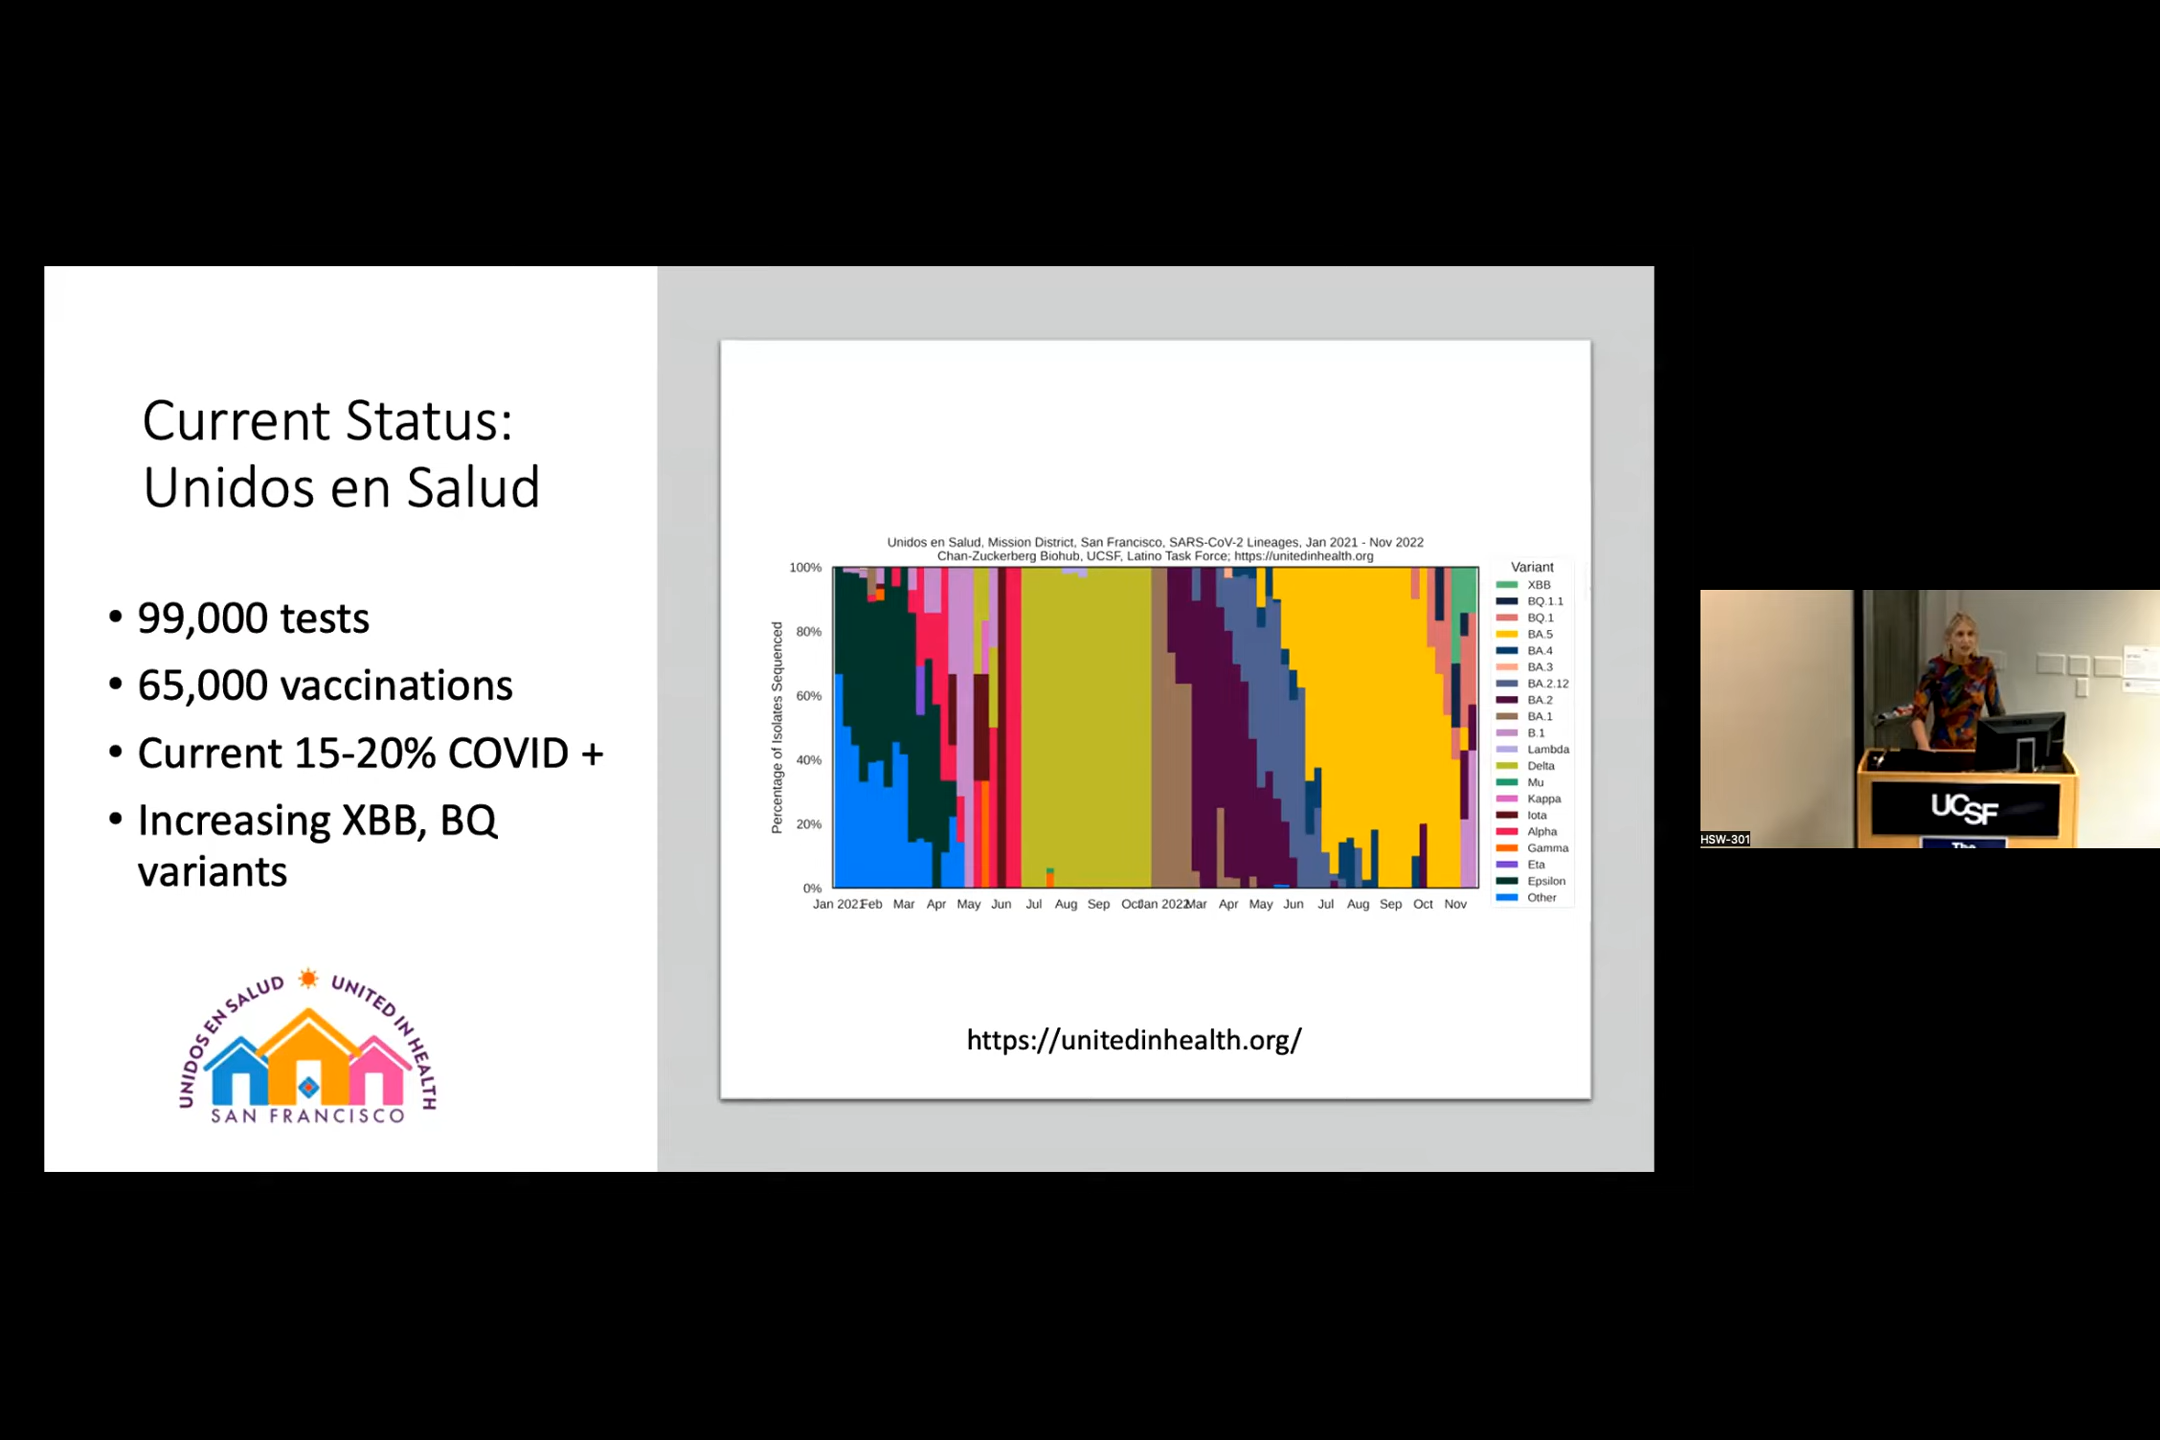 Current Status:
Unidos en Salud
• 99,000 tests
• 65,000 vaccinations
• Current 15-20% COVID +
• Increasing XBB, BQ
variants
UNIDOS EN SALUD UNITED IN HEALTH
SAN FRANCISCO
Unidos en Salud, Mission District, San Francisco, SARS-CoV-2 Lineages, Jan 2021 - Nov 2022
Chan-Zuckerberg Biohub, UCSF, Latino Task Force; https://unitedinhealth.org
Percentage of Isolates Sequenced
100%
80%
60%
40%
20%
0%
Jan 2021 Feb Mar Apr May Jun Jul Aug Sep Oct Jan 2022 Mar Apr May Jun Jul Aug Sep Oct Nov
Variant
XBB
BQ.1.1
BQ.1
BA.5
BA.4
BA.3
BA.2.12
BA.2
BA.1
B.1
Lambda
Delta
Mu
Kappa
Iota
Alpha
Gamma
Eta
Epsilon
Other
https://unitedinhealth.org/
UCSF
The
HSW-301